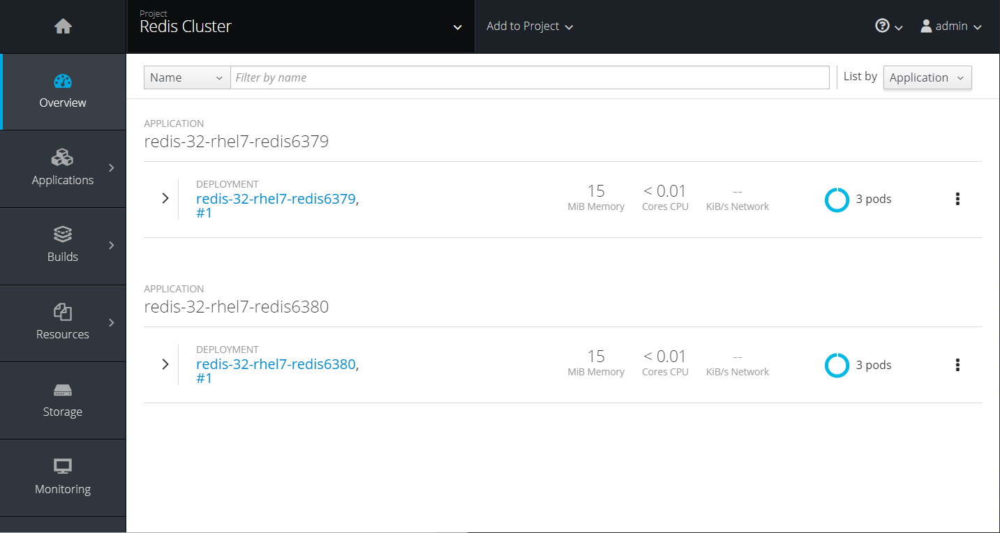 Project
Redis Cluster
Add to Project
admin
Overview
Applications
Builds
Resources
Storage
Monitoring
Name
Filter by name
List by
Application
APPLICATION
redis-32-rhel7-redis6379
DEPLOYMENT
redis-32-rhel7-redis6379,
#1
15
MiB Memory
< 0.01
Cores CPU
--
KiB/s Network
3 pods
APPLICATION
redis-32-rhel7-redis6380
DEPLOYMENT
redis-32-rhel7-redis6380,
#1
15
MiB Memory
< 0.01
Cores CPU
--
KiB/s Network
3 pods